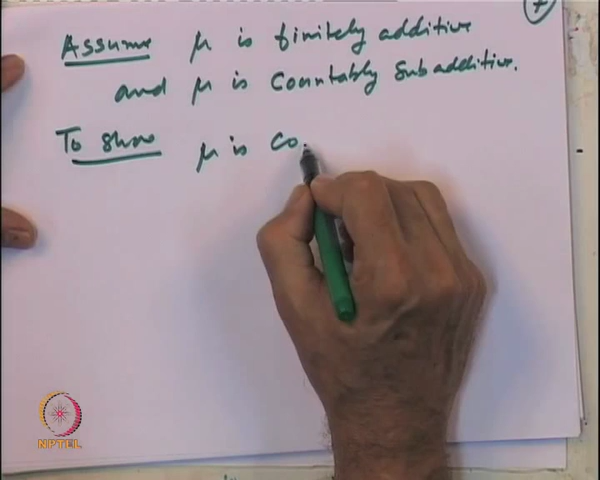 Assume μ is finitely additive
and μ is Countably Subadditive.
To show μ is Co
NPTEL